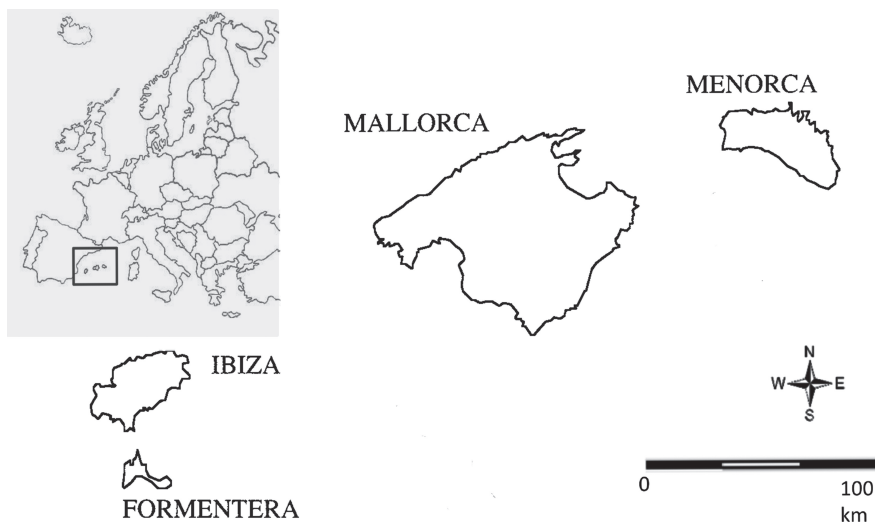 MENORCA
MALLORCA
IBIZA
N
W E
S
FORMENTERA
0 100
km